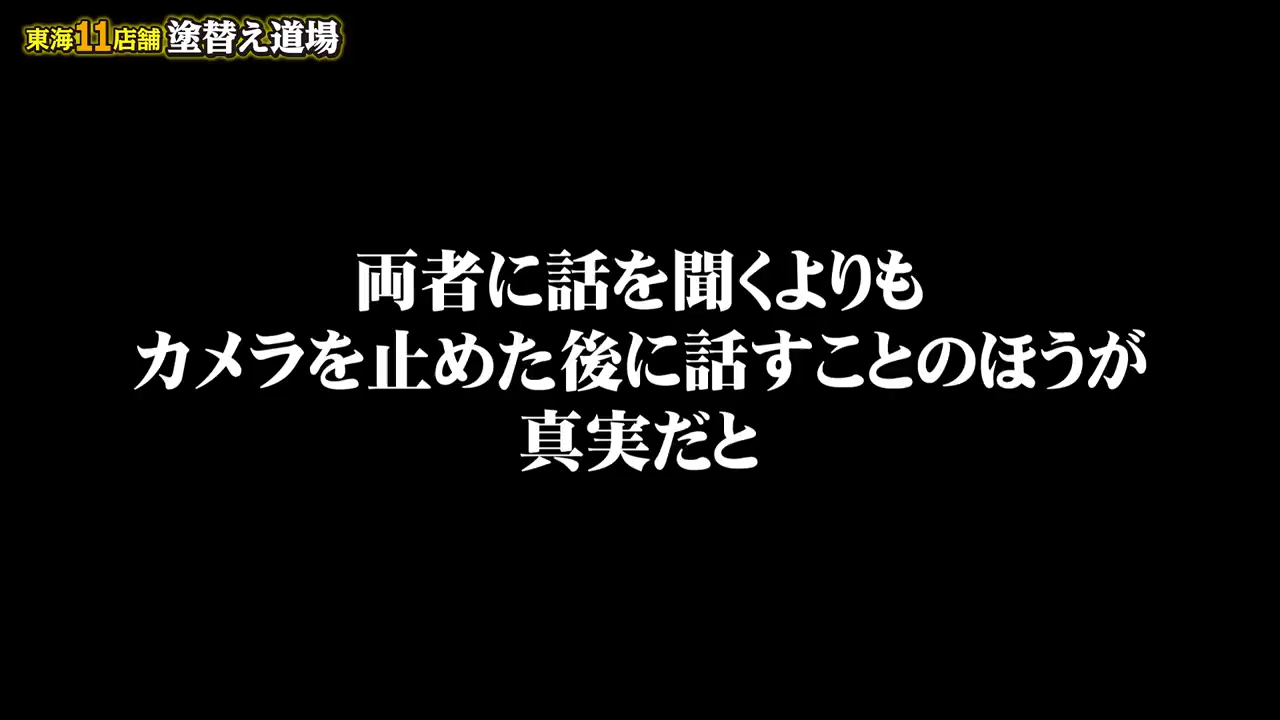 東海11店舗 塗替え道場
両者に話を聞くよりも
カメラを止めた後に話すことのほうが
真実だと